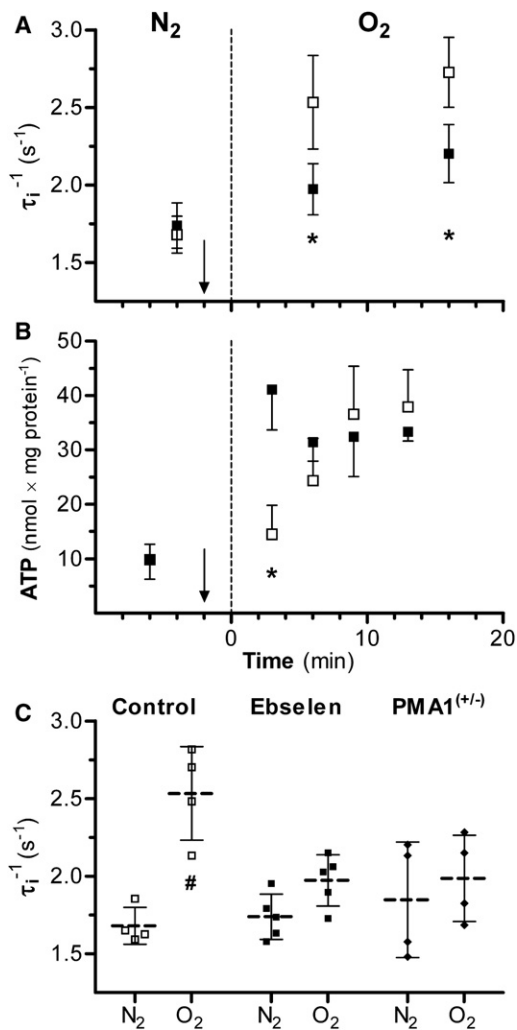 A N₂ O₂
3.0
2.5
2.0
1.5
τᵢ⁻¹ (s⁻¹)
* *
B
50
40
30
20
10
ATP (nmol × mg protein⁻¹)
*
0 10 20
Time (min)
C Control Ebselen PMA1⁽⁺/⁻⁾
3.0
2.5
2.0
1.5
τᵢ⁻¹ (s⁻¹)
#
N₂ O₂ N₂ O₂ N₂ O₂